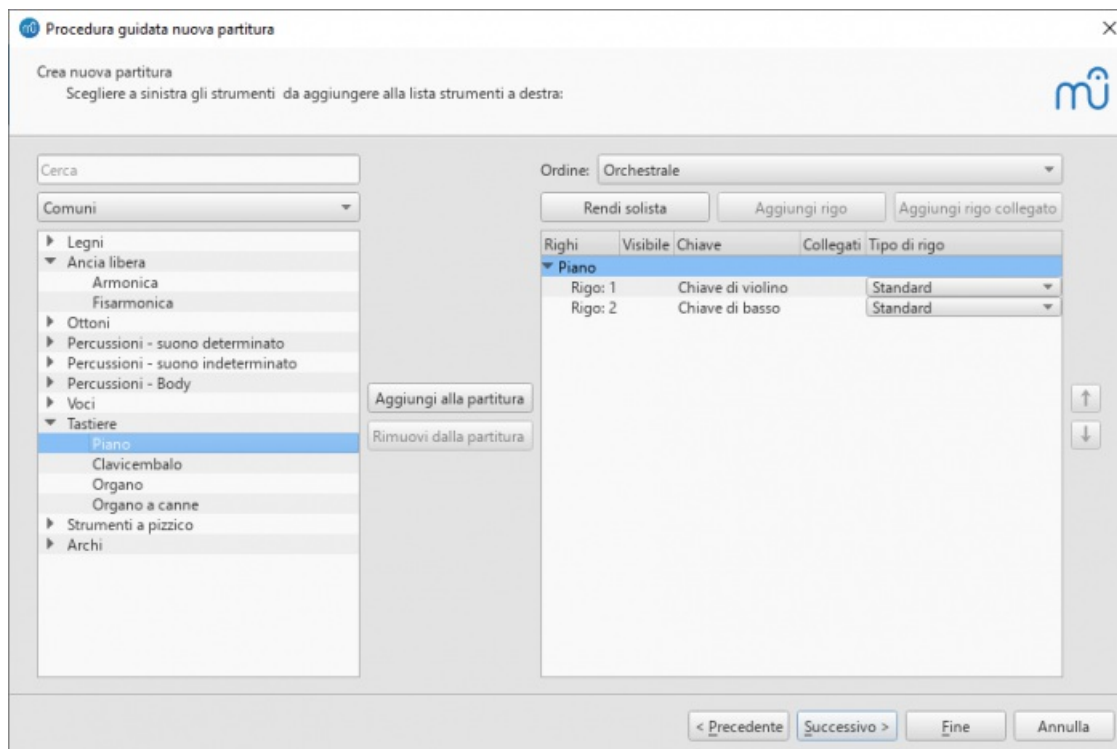 Procedura guidata nuova partitura
Crea nuova partitura
Scegliere a sinistra gli strumenti da aggiungere alla lista strumenti a destra:
Cerca
Comuni
Legni
Ancia libera
Armonica
Fisarmonica
Ottoni
Percussioni - suono determinato
Percussioni - suono indeterminato
Percussioni - Body
Voci
Tastiere
Piano
Clavicembalo
Organo
Organo a canne
Strumenti a pizzico
Archi
Aggiungi alla partitura
Rimuovi dalla partitura
Ordine: Orchestrale
Rendi solista Aggiungi rigo Aggiungi rigo collegato
Righi Visibile Chiave Collegati Tipo di rigo
Piano
Rigo: 1 Chiave di violino Standard
Rigo: 2 Chiave di basso Standard
< Precedente Successivo > Fine Annulla